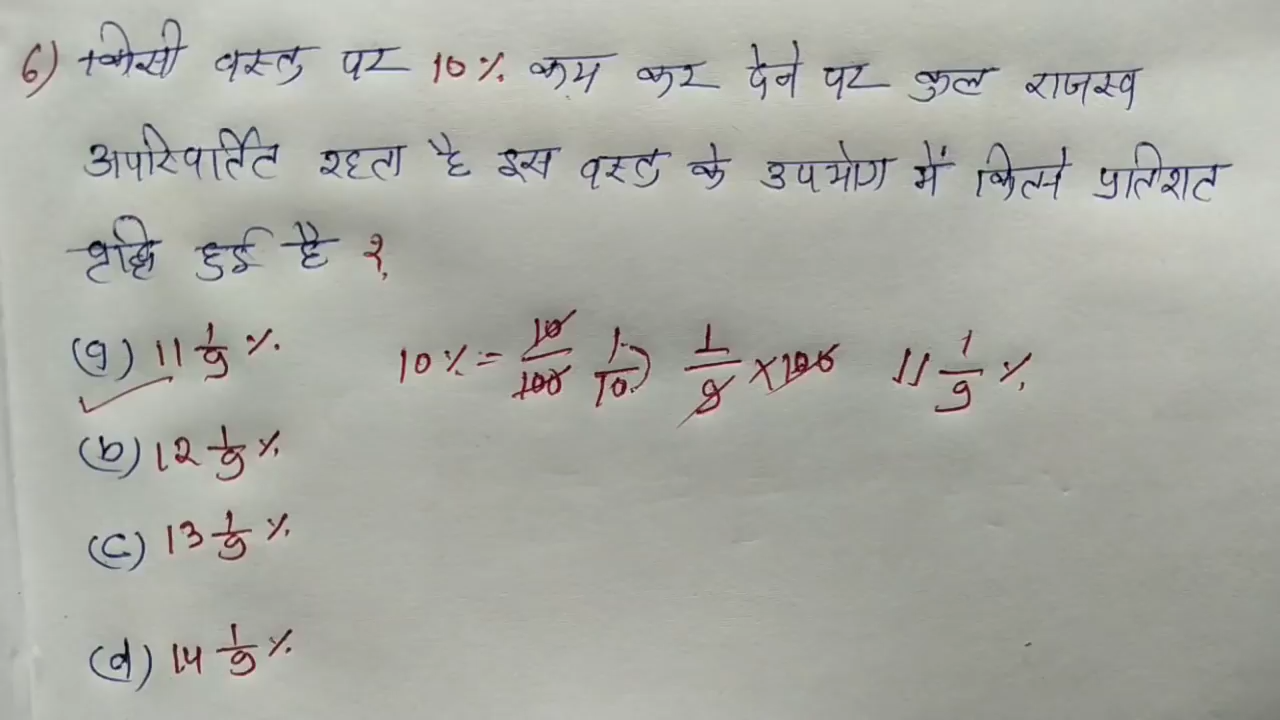 6) किसी वस्तु पर 10% कम कर देने पर कुल राजस्व
अपरिवर्तित रहता है इस वस्तु के उपभोग में कितने प्रतिशत
वृद्धि हुई है ?
(a) 11 1/9 % 10% = 10/100 1/10) 1/9 × 100 11 1/9 %
(b) 12 1/9 %
(c) 13 1/9 %
(d) 14 1/9 %